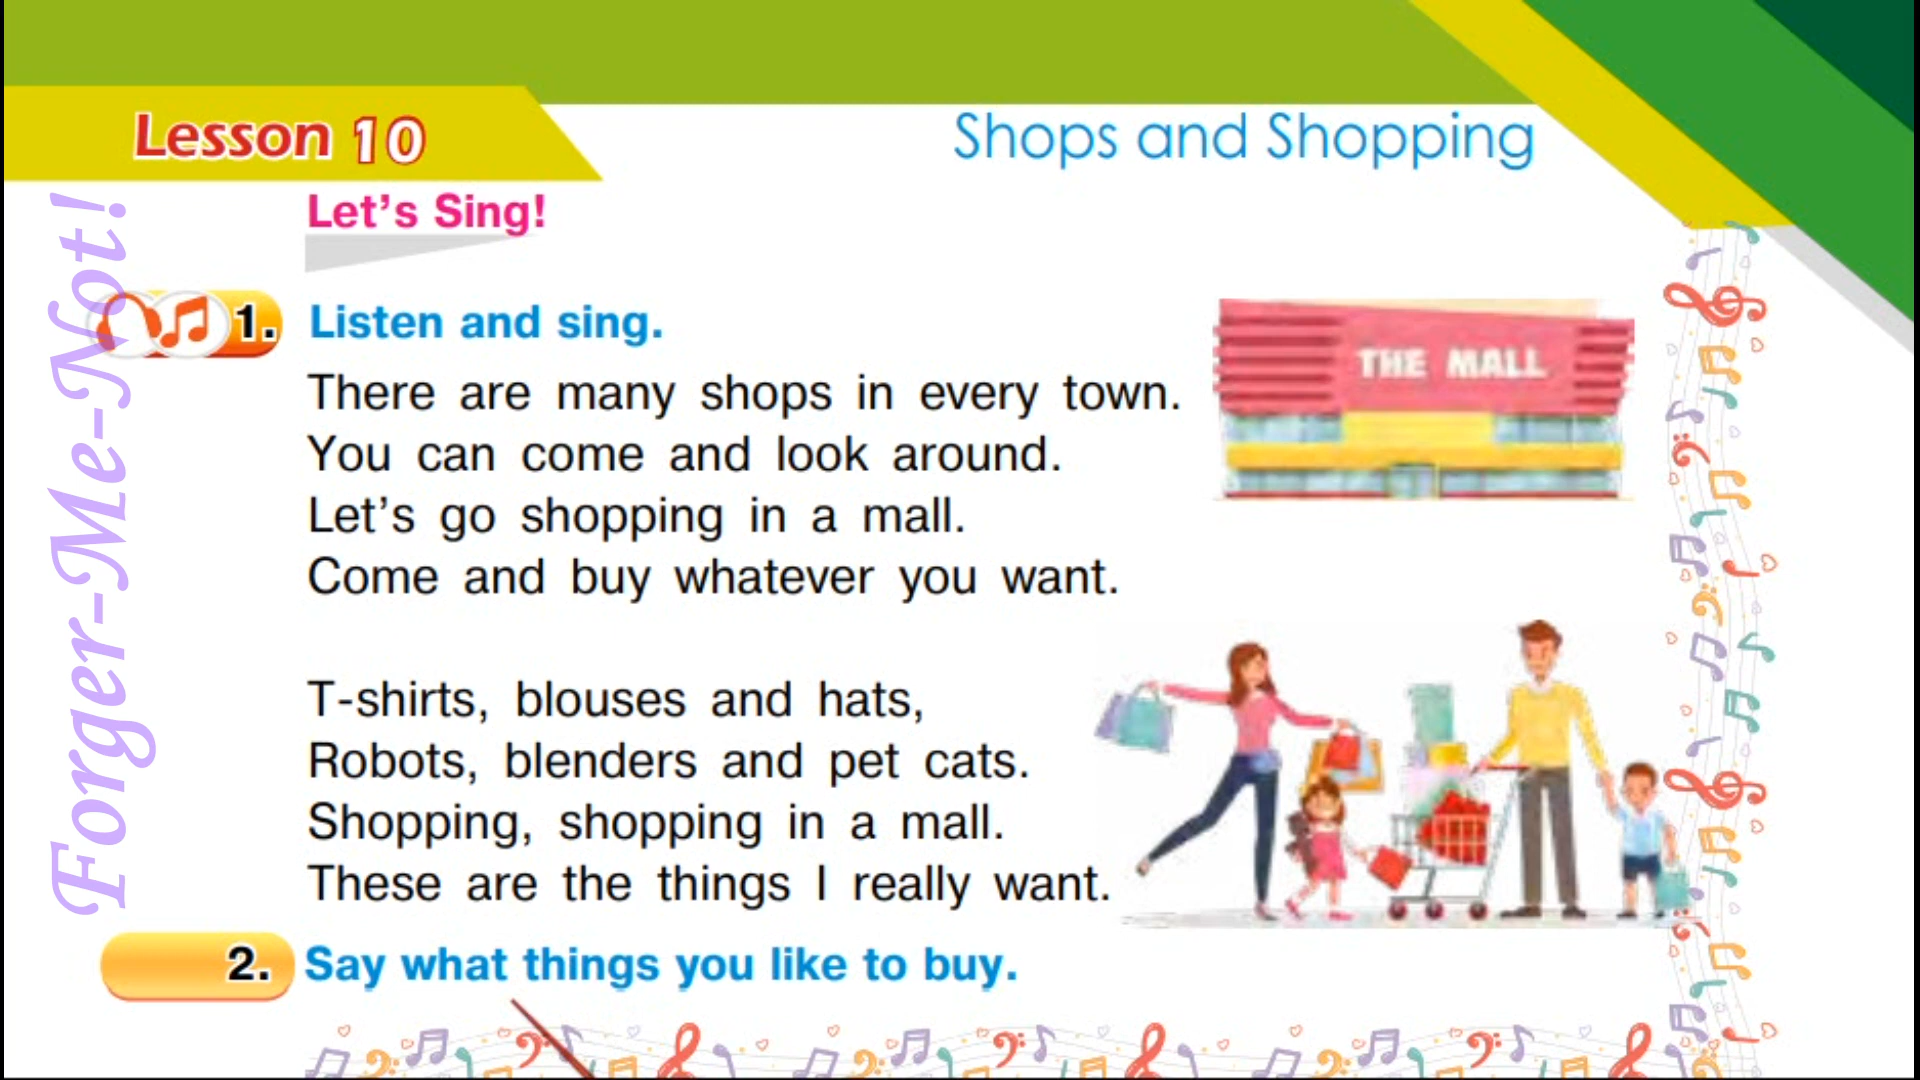 Lesson 10
Shops and Shopping
Let's Sing!
1. Listen and sing.
There are many shops in every town.
You can come and look around.
Let's go shopping in a mall.
Come and buy whatever you want.
THE MALL
T-shirts, blouses and hats,
Robots, blenders and pet cats.
Shopping, shopping in a mall.
These are the things I really want.
2. Say what things you like to buy.
Forger-Me-Not!